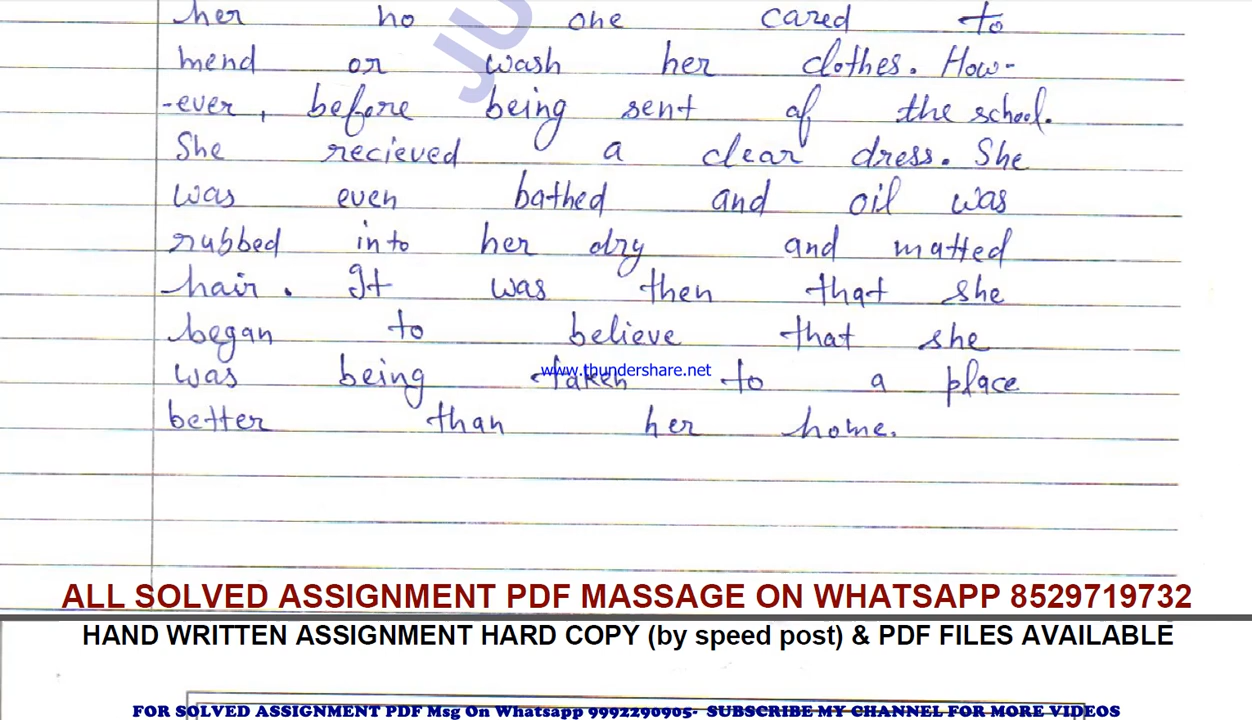 her no one cared to
mend or wash her clothes. How-
-ever, before being sent of the school.
She recieved a clear dress. She
was even bathed and oil was
rubbed into her dry and matted
hair. It was then that she
began to believe that she
was being taken to a place
www.thundershare.net
better than her home.
JU
ALL SOLVED ASSIGNMENT PDF MASSAGE ON WHATSAPP 8529719732
HAND WRITTEN ASSIGNMENT HARD COPY (by speed post) & PDF FILES AVAILABLE
FOR SOLVED ASSIGNMENT PDF Msg On Whatsapp 9992290905- SUBSCRIBE MY CHANNEL FOR MORE VIDEOS